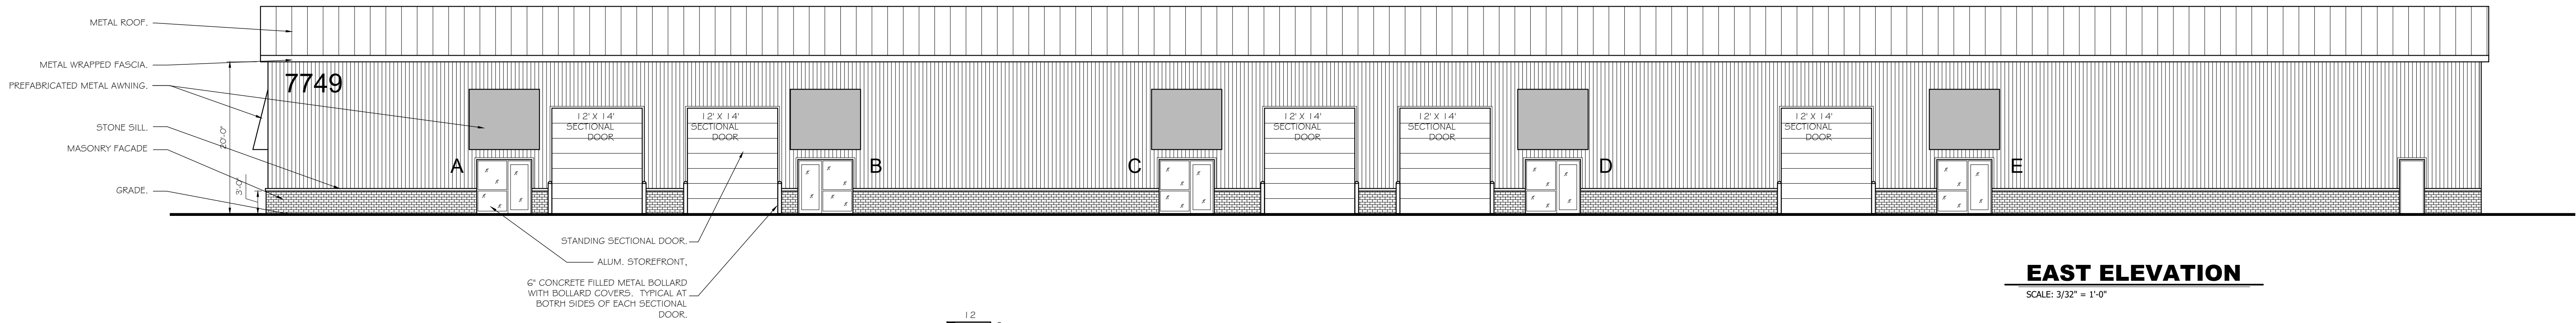 METAL ROOF.
METAL WRAPPED FASCIA.
PREFABRICATED METAL AWNING.
STONE SILL.
MASONRY FACADE
GRADE.
20'-0"
3'-0"
7749
A
12' X 14'
SECTIONAL
DOOR
12' X 14'
SECTIONAL
DOOR
B
C
12' X 14'
SECTIONAL
DOOR
12' X 14'
SECTIONAL
DOOR
D
12' X 14'
SECTIONAL
DOOR
E
STANDING SECTIONAL DOOR.
ALUM. STOREFRONT,
6" CONCRETE FILLED METAL BOLLARD
WITH BOLLARD COVERS. TYPICAL AT
BOTRH SIDES OF EACH SECTIONAL
DOOR.
EAST ELEVATION
SCALE: 3/32" = 1'-0"
12